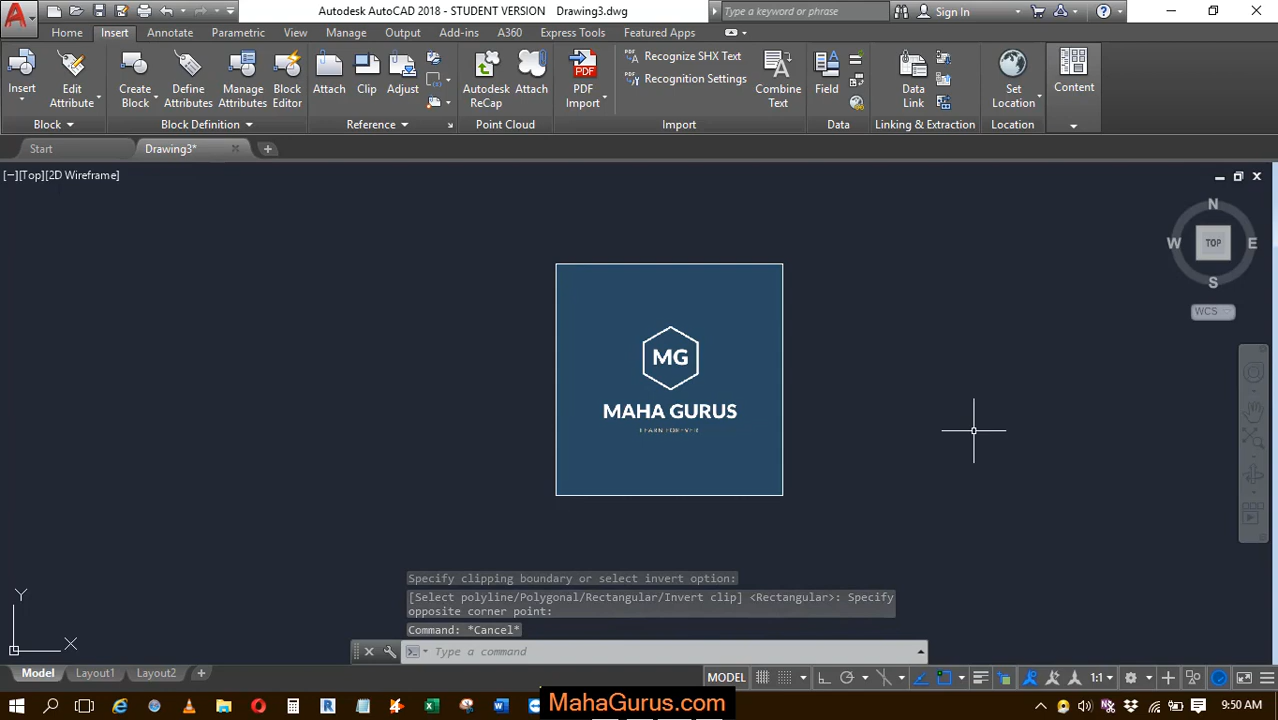 Autodesk AutoCAD 2018 - STUDENT VERSION Drawing3.dwg
Type a keyword or phrase
Sign In
Home Insert Annotate Parametric View Manage Output Add-ins A360 Express Tools Featured Apps
Insert
Edit Attribute
Create Block
Define Attributes
Manage Attributes
Block Editor
Attach
Clip
Adjust
Autodesk ReCap
Attach
PDF
PDF Import
Recognize SHX Text
Recognition Settings
Combine Text
Field
Data Link
Set Location
Content
Block
Block Definition
Reference
Point Cloud
Import
Data
Linking & Extraction
Location
Start
Drawing3*
[−][Top][2D Wireframe]
N
W
TOP
E
S
WCS
MG
MAHA GURUS
LEARN FOREVER
Specify clipping boundary or select invert option:
[Select polyline/Polygonal/Rectangular/Invert clip] <Rectangular>: Specify
opposite corner point:
Command: *Cancel*
Type a command
Y
X
Model Layout1 Layout2
MODEL
1:1
MahaGurus.com
9:50 AM